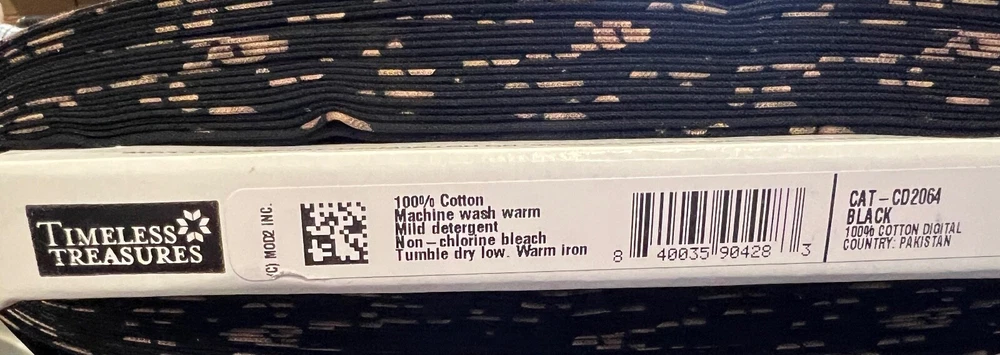 TIMELESS
TREASURES
(C) MOD2 INC.
100% Cotton
Machine wash warm
Mild detergent
Non-chlorine bleach
Tumble dry low. Warm iron
8 40035 90428 3
CAT-CD2064
BLACK
100% COTTON DIGITAL
COUNTRY: PAKISTAN